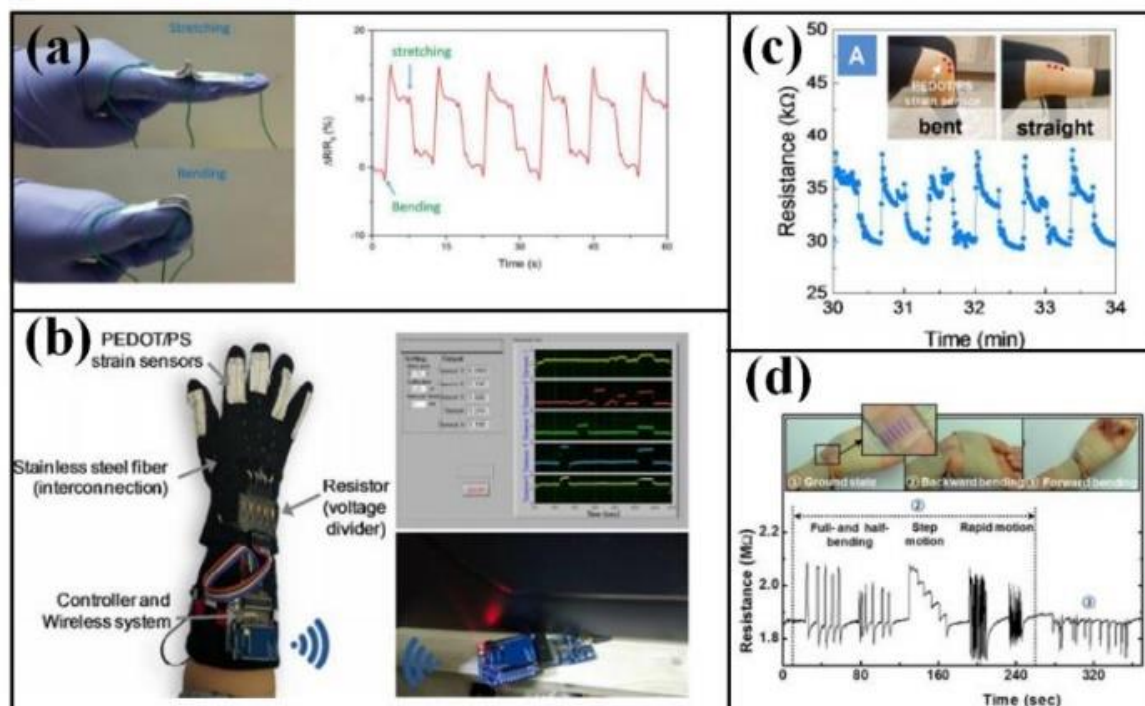 (a)
Stretching
Bending
20
10
0
-10
ΔR/R₀ (%)
stretching
Bending
0
15
30
45
60
Time (s)
(b)
PEDOT/PS
strain sensors
Stainless steel fiber
(interconnection)
Resistor
(voltage
divider)
Controller and
Wireless system
(c)
A
50
45
40
35
30
25
Resistance (kΩ)
PEDOT/PS
strain sensor
bent
straight
30
31
32
33
34
Time (min)
(d)
① Ground state
② Backward bending
③ Forward bending
②
Full- and half-
bending
Step
motion
Rapid motion
③
2.2
2.0
1.8
Resistance (MΩ)
0
80
160
240
320
Time (sec)